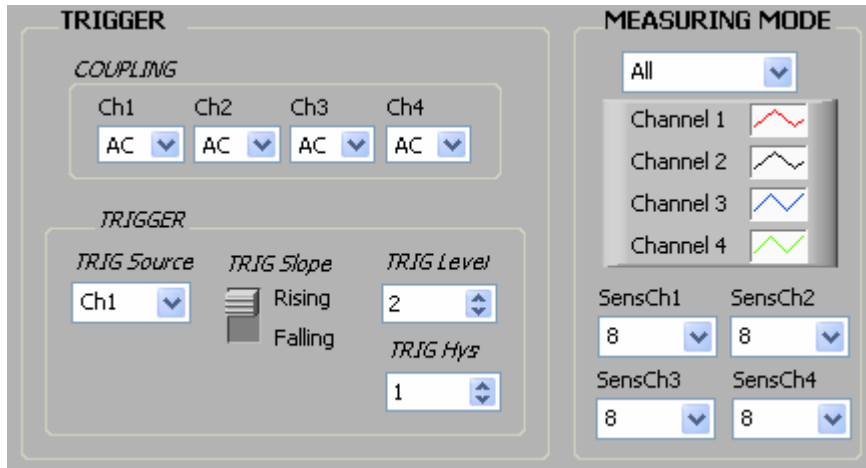 TRIGGER
COUPLING
Ch1 Ch2 Ch3 Ch4
AC AC AC AC
TRIGGER
TRIG Source TRIG Slope TRIG Level
Ch1 Rising 2
Falling
TRIG Hys
1
MEASURING MODE
All
Channel 1
Channel 2
Channel 3
Channel 4
SensCh1 SensCh2
8 8
SensCh3 SensCh4
8 8